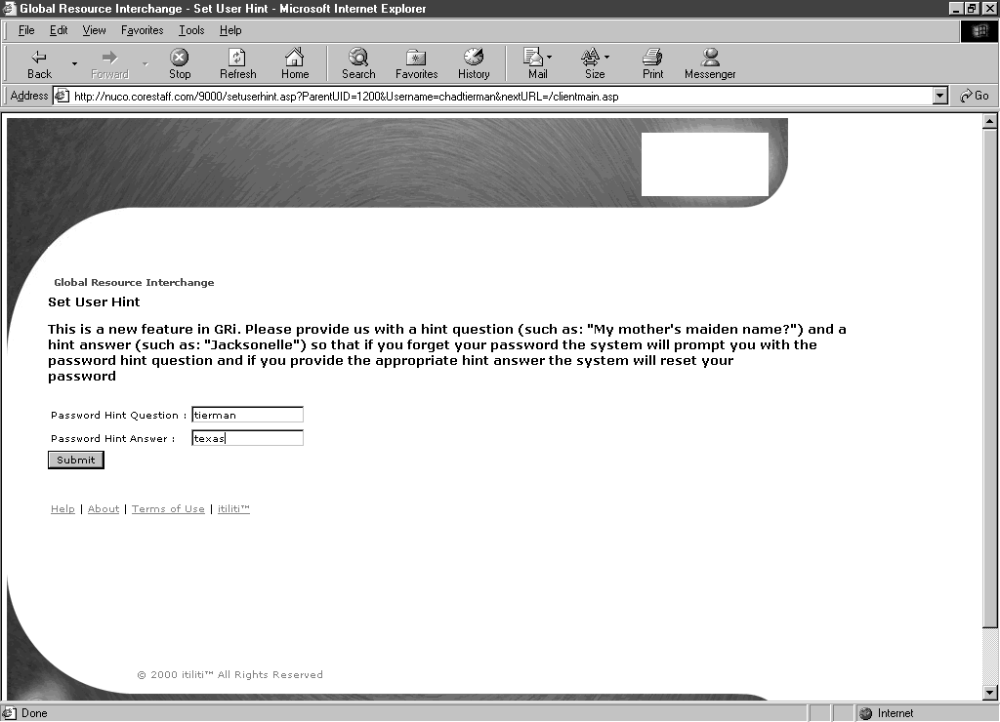 Global Resource Interchange - Set User Hint - Microsoft Internet Explorer
File Edit View Favorites Tools Help
Back Forward Stop Refresh Home Search Favorites History Mail Size Print Messenger
Address http://nuco.corestaff.com/9000/setuserhint.asp?ParentUID=1200&Username=chadtierman&nextURL=/clientmain.asp Go
Global Resource Interchange
Set User Hint
This is a new feature in GRi. Please provide us with a hint question (such as: "My mother's maiden name?") and a
hint answer (such as: "Jacksonelle") so that if you forget your password the system will prompt you with the
password hint question and if you provide the appropriate hint answer the system will reset your
password
Password Hint Question : tierman
Password Hint Answer : texas
Submit
Help | About | Terms of Use | itiliti™
© 2000 itiliti™ All Rights Reserved
Done Internet